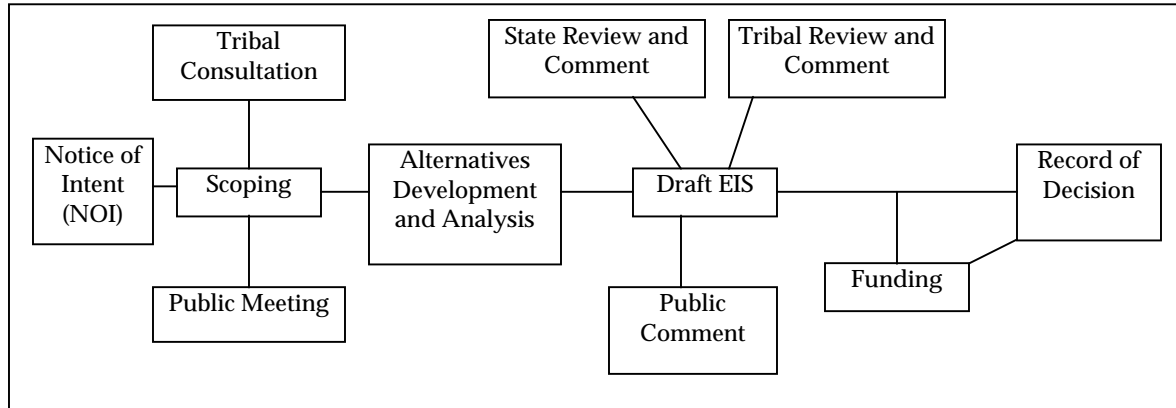 Tribal
Consultation
State Review and
Comment
Tribal Review and
Comment
Notice of
Intent
(NOI)
Scoping
Alternatives
Development
and Analysis
Draft EIS
Record of
Decision
Public Meeting
Public
Comment
Funding